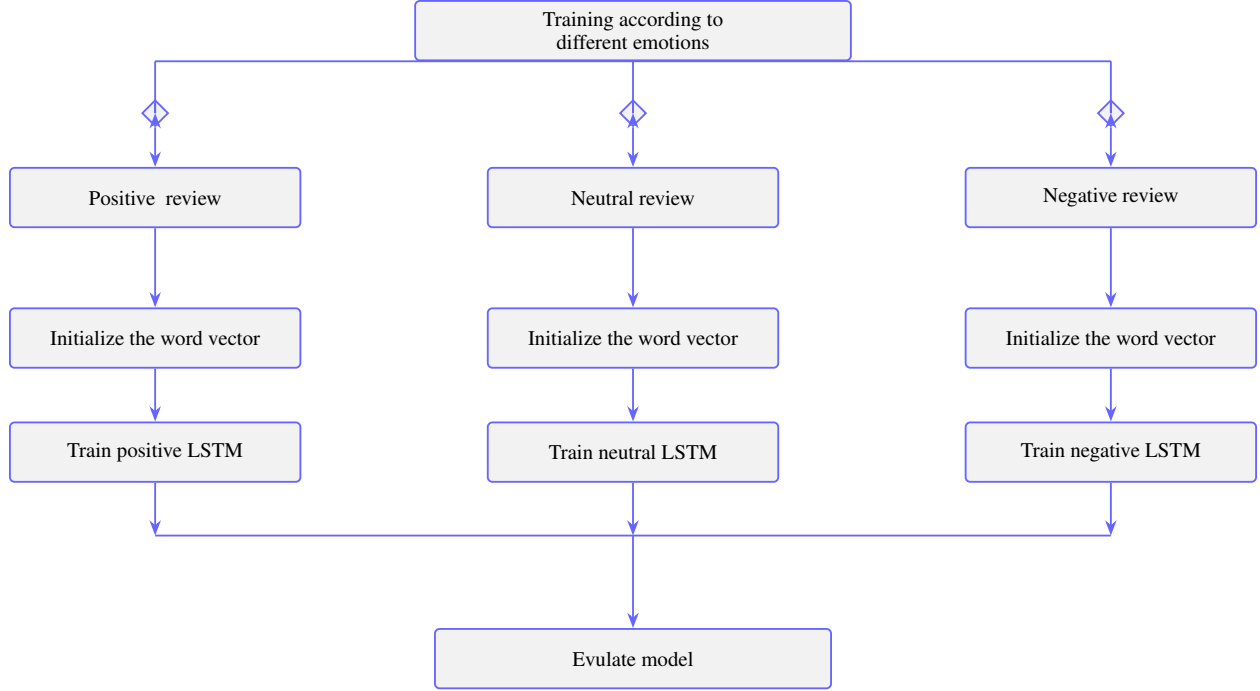 Training according to
different emotions
Positive review
Neutral review
Negative review
Initialize the word vector
Initialize the word vector
Initialize the word vector
Train positive LSTM
Train neutral LSTM
Train negative LSTM
Evulate model